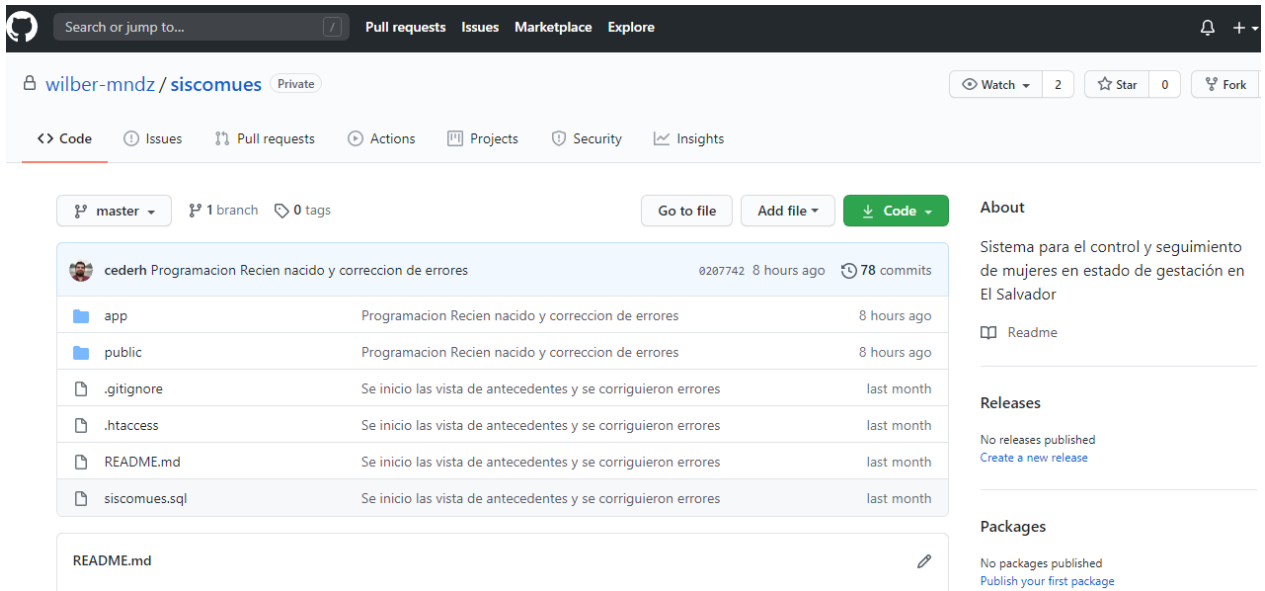 Search or jump to... / Pull requests Issues Marketplace Explore
wilber-mndz / siscomues Private Watch 2 Star 0 Fork
Code Issues Pull requests Actions Projects Security Insights
master 1 branch 0 tags Go to file Add file Code
cederh Programacion Recien nacido y correccion de errores 0207742 8 hours ago 78 commits
app Programacion Recien nacido y correccion de errores 8 hours ago
public Programacion Recien nacido y correccion de errores 8 hours ago
.gitignore Se inicio las vista de antecedentes y se corriguieron errores last month
.htaccess Se inicio las vista de antecedentes y se corriguieron errores last month
README.md Se inicio las vista de antecedentes y se corriguieron errores last month
siscomues.sql Se inicio las vista de antecedentes y se corriguieron errores last month
README.md
About
Sistema para el control y seguimiento
de mujeres en estado de gestación en
El Salvador
Readme
Releases
No releases published
Create a new release
Packages
No packages published
Publish your first package